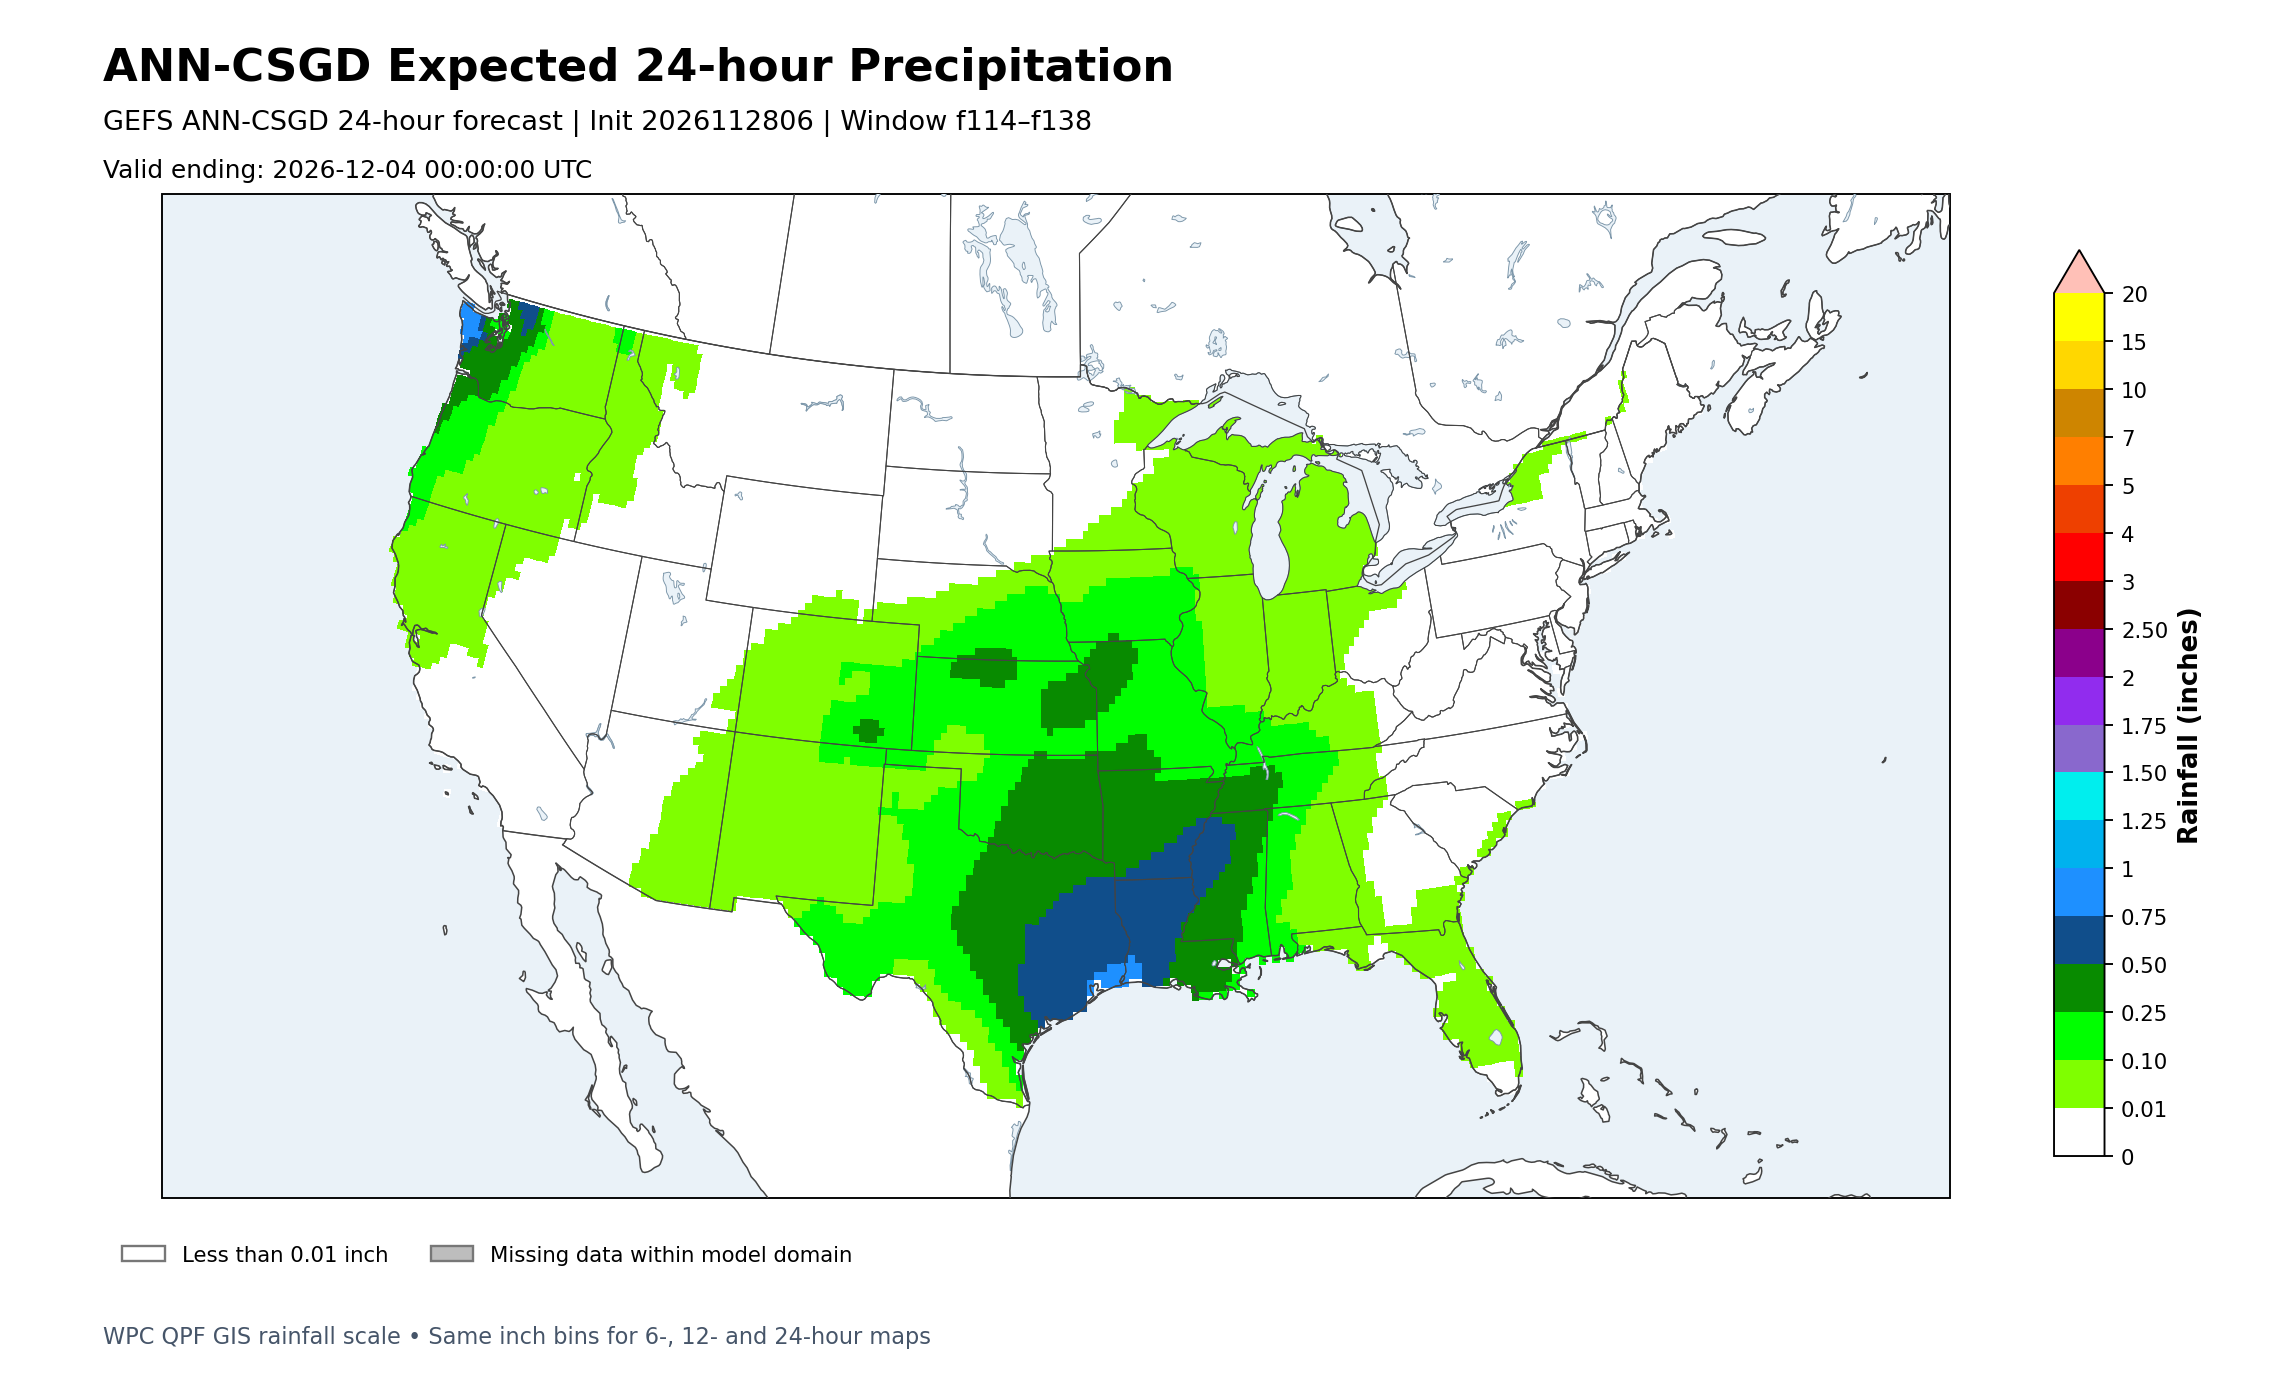 ANN-CSGD Expected 24-hour Precipitation
GEFS ANN-CSGD 24-hour forecast | Init 2026112806 | Window f114–f138
Valid ending: 2026-12-04 00:00:00 UTC
20
15
10
7
5
4
3
2.50
2
1.75
1.50
1.25
1
0.75
0.50
0.25
0.10
0.01
0
Rainfall (inches)
Less than 0.01 inch
Missing data within model domain
WPC QPF GIS rainfall scale • Same inch bins for 6-, 12- and 24-hour maps